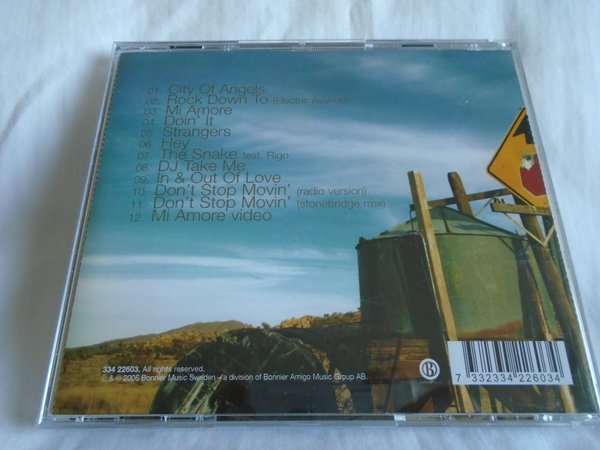 01. City Of Angels
02. Rock Down To (Electric Avenue)
03. Mi Amore
04. Doin' It
05. Strangers
06. Hey
07. The Snake feat. Rigo
08. DJ Take Me
09. In & Out Of Love
10. Don't Stop Movin' (radio version)
11. Don't Stop Movin' (stonebridge rmx)
12. Mi Amore video
334 22603. All rights reserved.
© & ℗ 2005 Bonnier Music Sweden - a division of Bonnier Amigo Music Group AB.
B
7 332334 226034